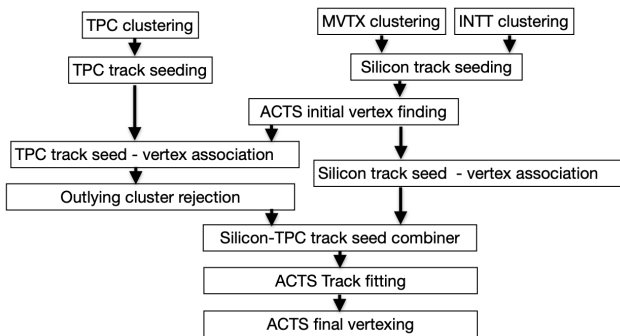 TPC clustering
MVTX clustering
INTT clustering
TPC track seeding
Silicon track seeding
ACTS initial vertex finding
TPC track seed - vertex association
Silicon track seed - vertex association
Outlying cluster rejection
Silicon-TPC track seed combiner
ACTS Track fitting
ACTS final vertexing